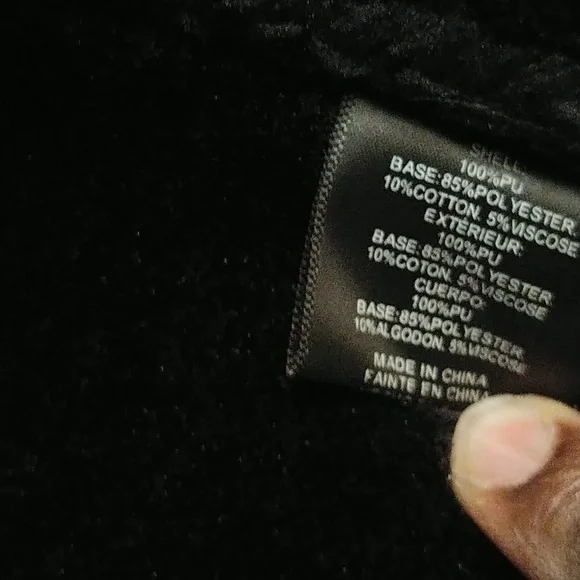 SHELL:
100%PU
BASE:85%POLYESTER
10%COTTON, 5%VISCOSE
EXTÉRIEUR:
100%PU
BASE:85%POLYESTER
10%COTON, 5%VISCOSE
CUERPO:
100%PU
BASE:85%POLYESTER
10%ALGODON, 5%VISCOSE
MADE IN CHINA
FAINTE EN CHINA